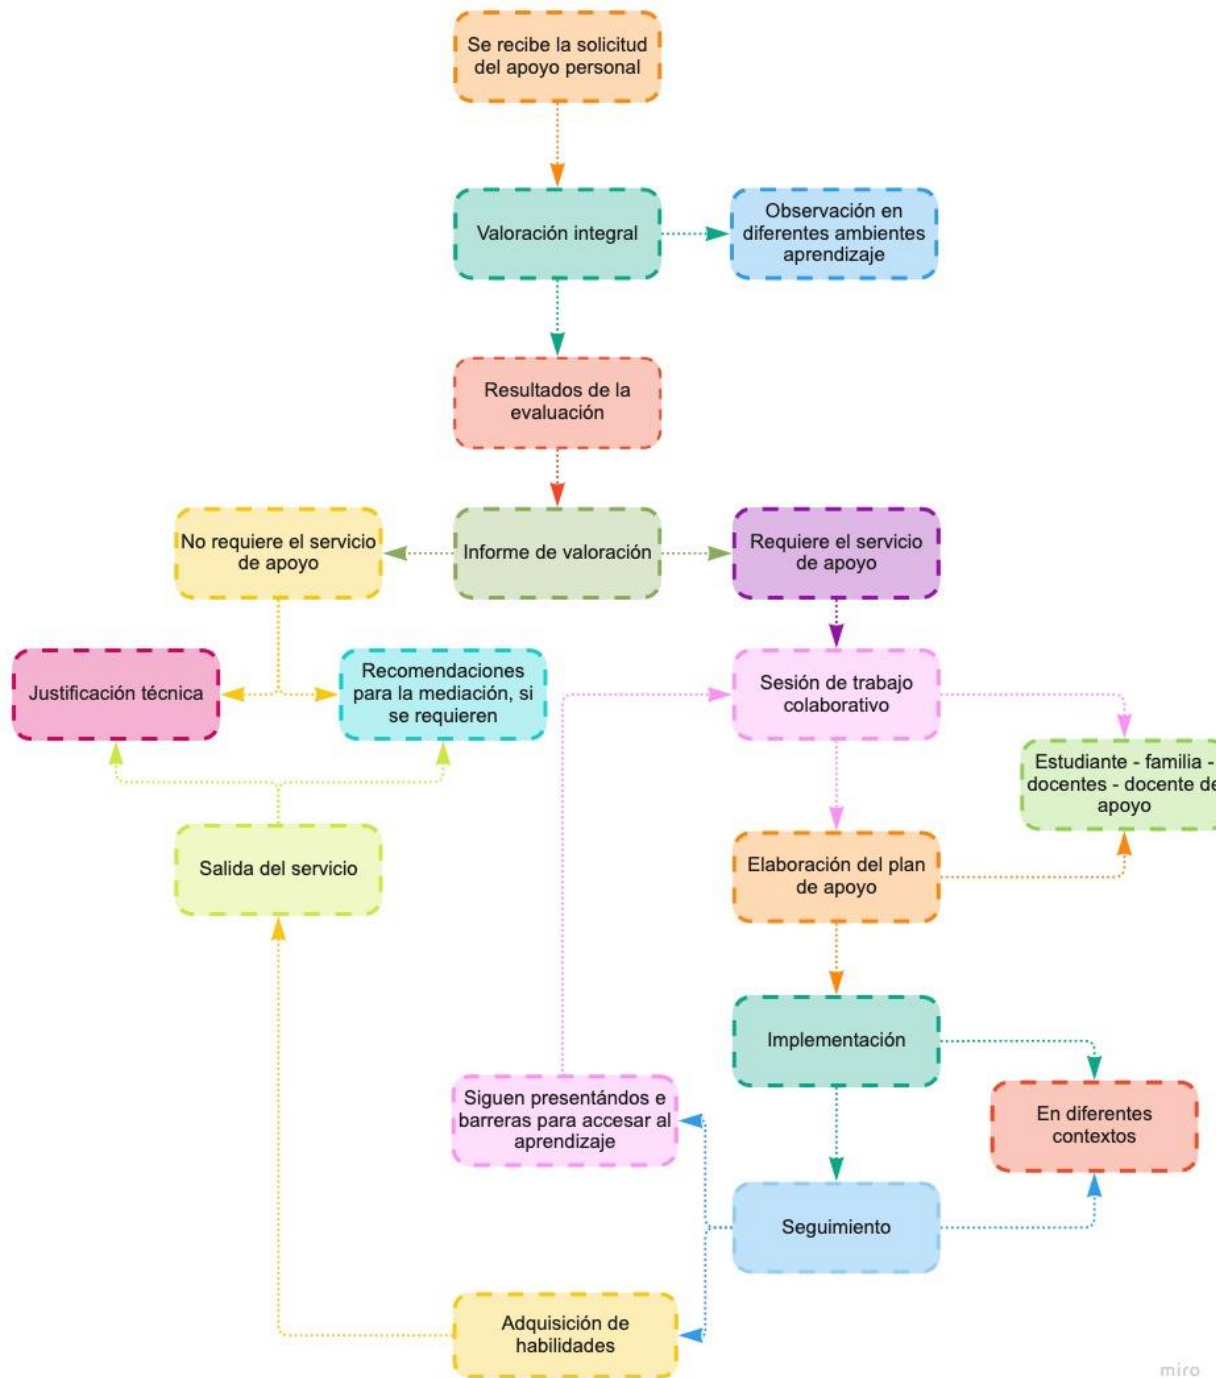 Se recibe la solicitud
del apoyo personal
Valoración integral
Observación en
diferentes ambientes
aprendizaje
Resultados de la
evaluación
No requiere el servicio
de apoyo
Informe de valoración
Requiere el servicio
de apoyo
Justificación técnica
Recomendaciones
para la mediación, si
se requieren
Sesión de trabajo
colaborativo
Estudiante - familia -
docentes - docente de
apoyo
Salida del servicio
Elaboración del plan
de apoyo
Implementación
Siguen presentándos e
barreras para accesar al
aprendizaje
En diferentes
contextos
Seguimiento
Adquisición de
habilidades
miro